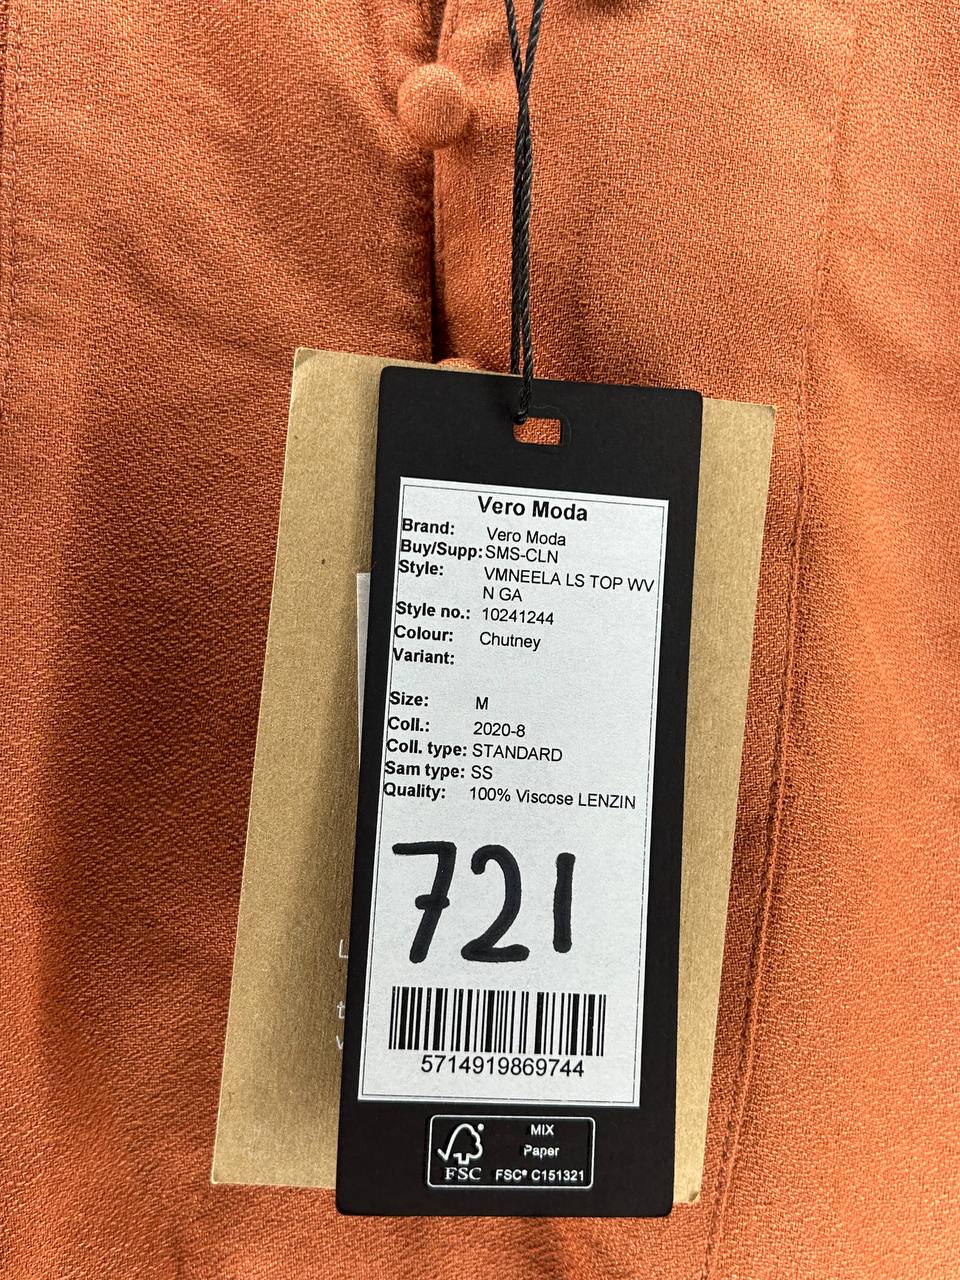 Vero Moda
Brand: Vero Moda
Buy/Supp: SMS-CLN
Style: VMNEELA LS TOP WV
N GA
Style no.: 10241244
Colour: Chutney
Variant:
Size: M
Coll.: 2020-8
Coll. type: STANDARD
Sam type: SS
Quality: 100% Viscose LENZIN
721
5714919869744
MIX
Paper
FSC® C151321
FSC